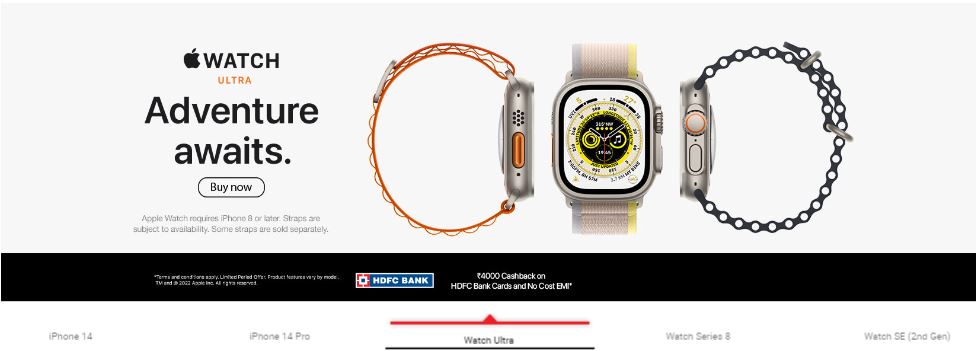 WATCH
ULTRA
Adventure
awaits.
Buy now
Apple Watch requires iPhone 8 or later. Straps are
subject to availability. Some straps are sold separately.
*Terms and conditions apply. Limited Period Offer. Product features vary by model.
TM and © 2022 Apple Inc. All rights reserved.
HDFC BANK
₹4000 Cashback on
HDFC Bank Cards and No Cost EMI*
iPhone 14
iPhone 14 Pro
Watch Ultra
Watch Series 8
Watch SE (2nd Gen)